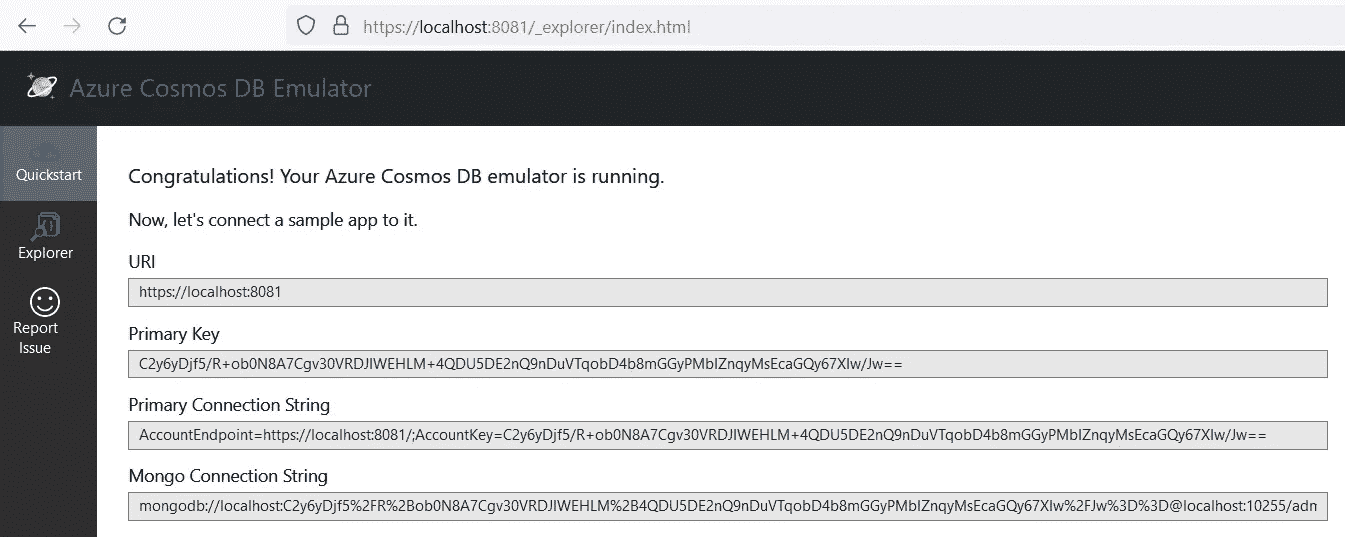 https://localhost:8081/_explorer/index.html
Azure Cosmos DB Emulator
Quickstart
Explorer
Report
Issue
Congratulations! Your Azure Cosmos DB emulator is running.
Now, let's connect a sample app to it.
URI
https://localhost:8081
Primary Key
C2y6yDjf5/R+ob0N8A7Cgv30VRDJIWEHLM+4QDU5DE2nQ9nDuVTqobD4b8mGGyPMbIZnqyMsEcaGQy67XIw/Jw==
Primary Connection String
AccountEndpoint=https://localhost:8081/;AccountKey=C2y6yDjf5/R+ob0N8A7Cgv30VRDJIWEHLM+4QDU5DE2nQ9nDuVTqobD4b8mGGyPMbIZnqyMsEcaGQy67XIw/Jw==
Mongo Connection String
mongodb://localhost:C2y6yDjf5%2FR%2Bob0N8A7Cgv30VRDJIWEHLM%2B4QDU5DE2nQ9nDuVTqobD4b8mGGyPMbIZnqyMsEcaGQy67XIw%2FJw%3D%3D@localhost:10255/adn